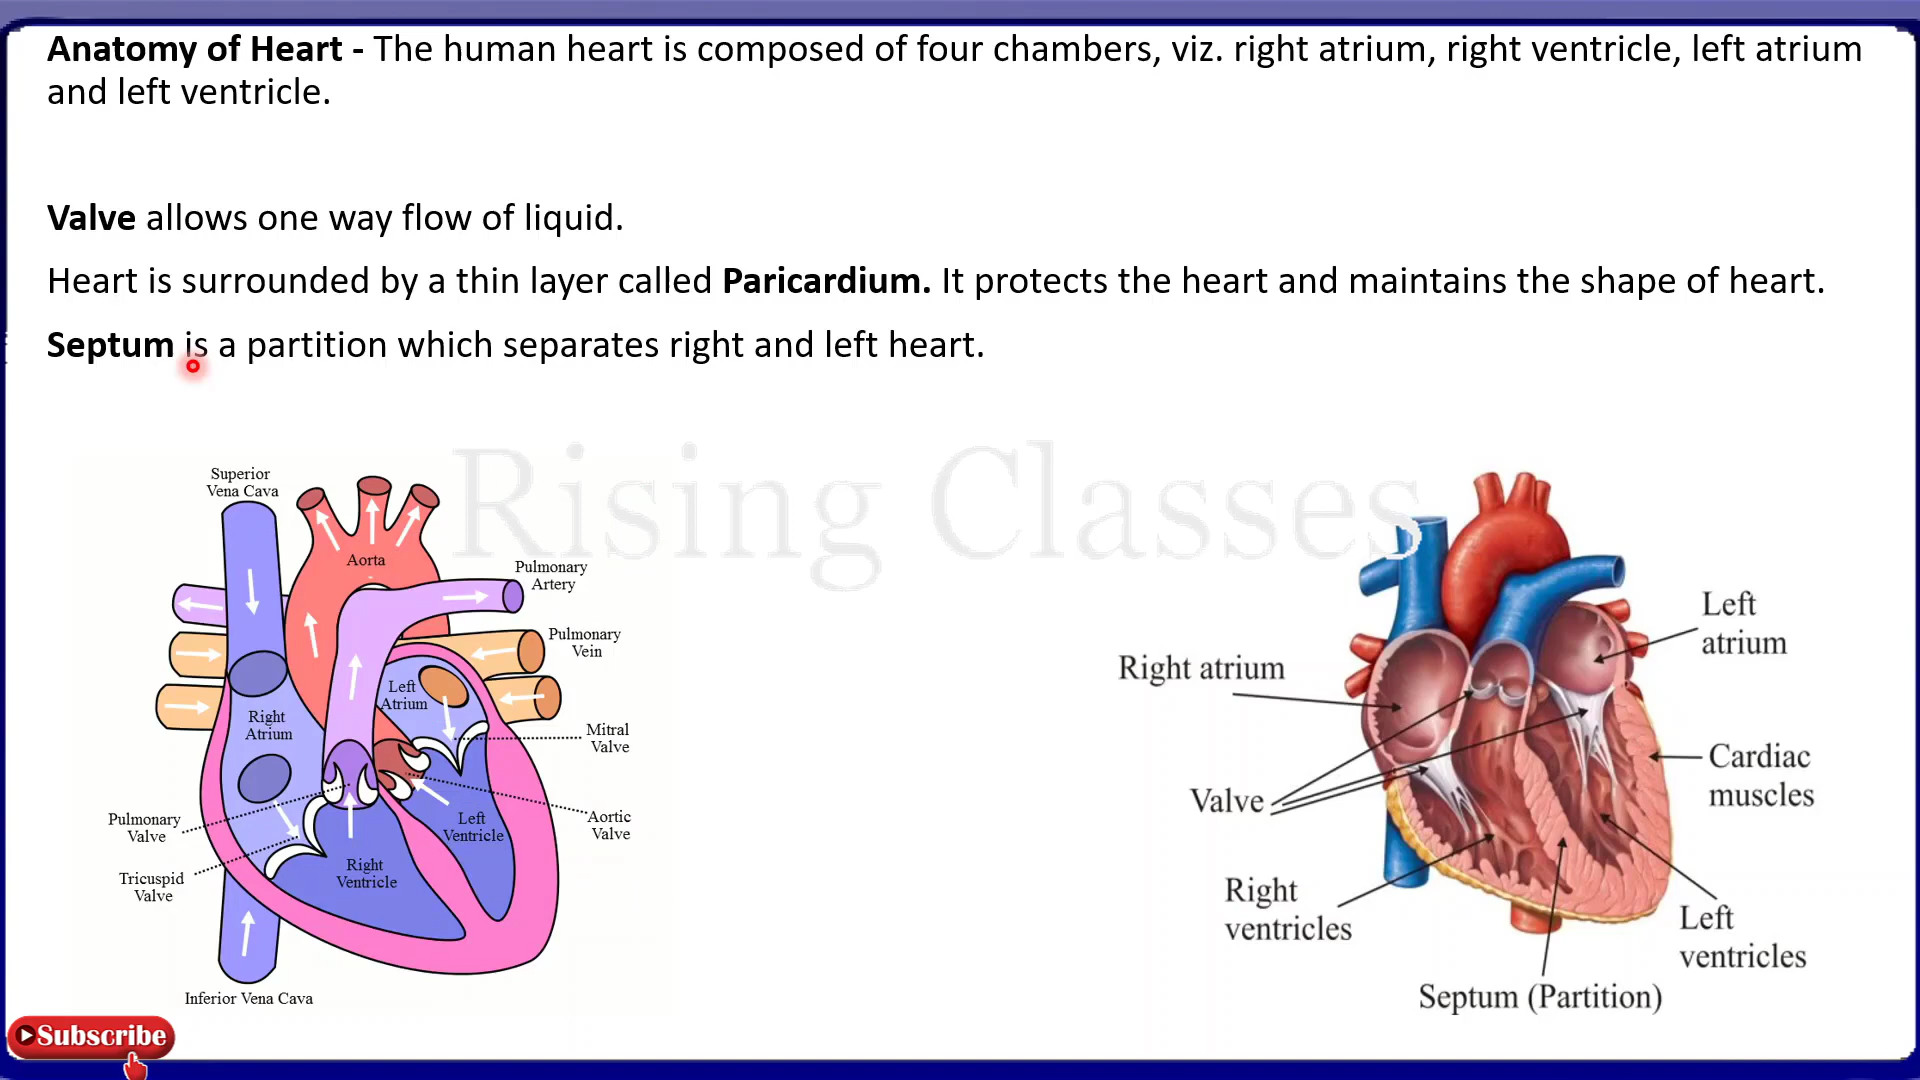 Anatomy of Heart - The human heart is composed of four chambers, viz. right atrium, right ventricle, left atrium
and left ventricle.
Valve allows one way flow of liquid.
Heart is surrounded by a thin layer called Paricardium. It protects the heart and maintains the shape of heart.
Septum is a partition which separates right and left heart.
Rising Classes
Superior
Vena Cava
Aorta
Pulmonary
Artery
Pulmonary
Vein
Left
Atrium
Right
Atrium
Mitral
Valve
Pulmonary
Valve
Left
Ventricle
Aortic
Valve
Right
Ventricle
Tricuspid
Valve
Inferior Vena Cava
Left
atrium
Right atrium
Cardiac
muscles
Valve
Right
ventricles
Left
ventricles
Septum (Partition)
Subscribe